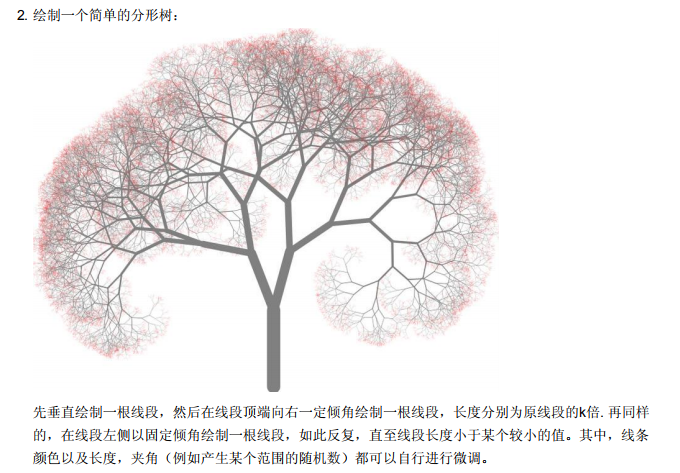 2. 绘制一个简单的分形树：
先垂直绘制一根线段，然后在线段顶端向右一定倾角绘制一根线段，长度分别为原线段的k倍. 再同样
的，在线段左侧以固定倾角绘制一根线段，如此反复，直至线段长度小于某个较小的值。其中，线条
颜色以及长度，夹角（例如产生某个范围的随机数）都可以自行进行微调。